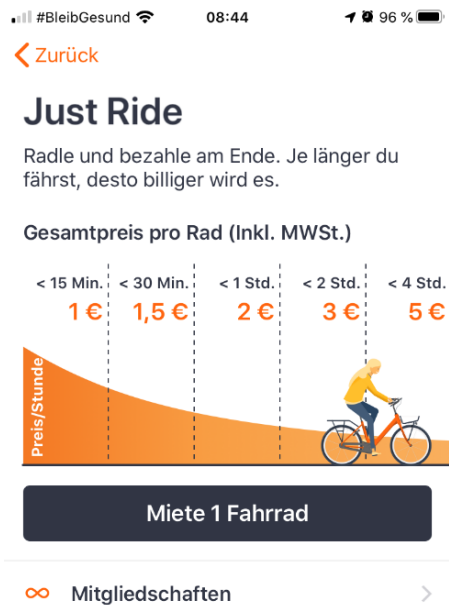 #BleibGesund 08:44 96 %
Zurück
Just Ride
Radle und bezahle am Ende. Je länger du
fährst, desto billiger wird es.
Gesamtpreis pro Rad (Inkl. MWSt.)
< 15 Min. < 30 Min. < 1 Std. < 2 Std. < 4 Std.
1 € 1,5 € 2 € 3 € 5 €
Preis/Stunde
Miete 1 Fahrrad
Mitgliedschaften